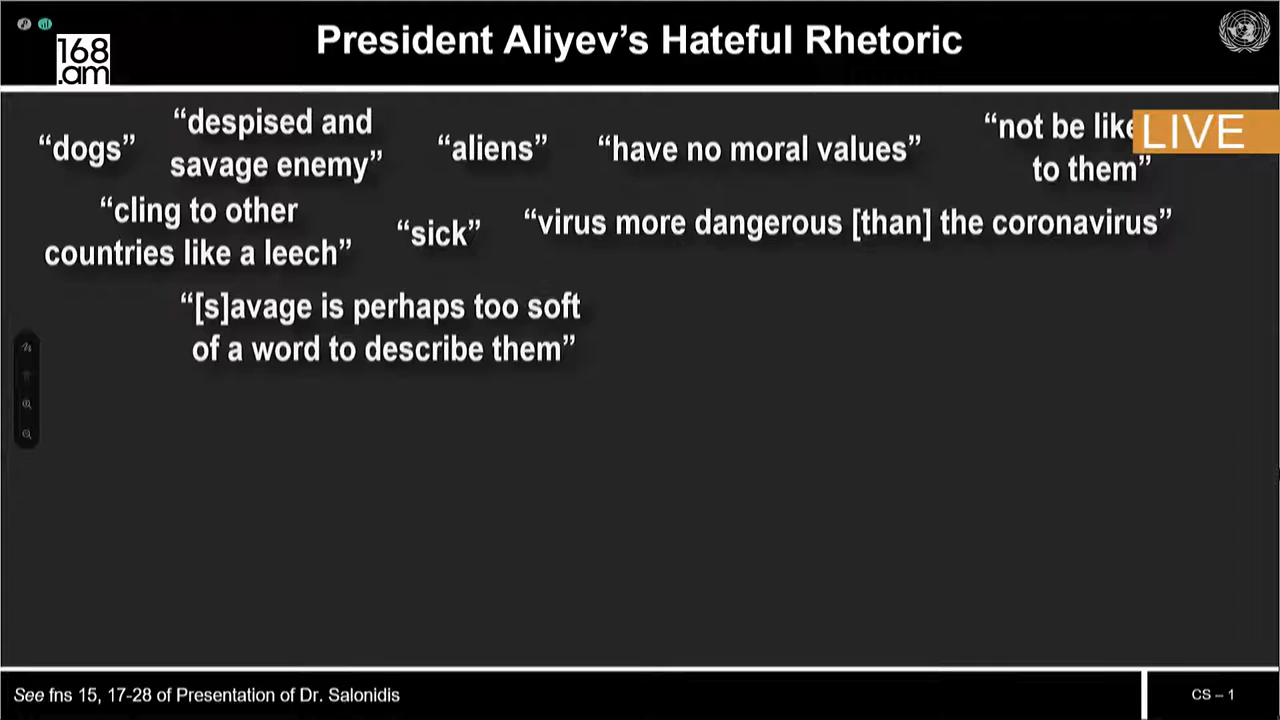 168
.am
President Aliyev’s Hateful Rhetoric
LIVE
“dogs”
“despised and
savage enemy”
“aliens”
“have no moral values”
“not be like
to them”
“cling to other
countries like a leech”
“sick”
“virus more dangerous [than] the coronavirus”
“[s]avage is perhaps too soft
of a word to describe them”
See fns 15, 17-28 of Presentation of Dr. Salonidis
CS – 1